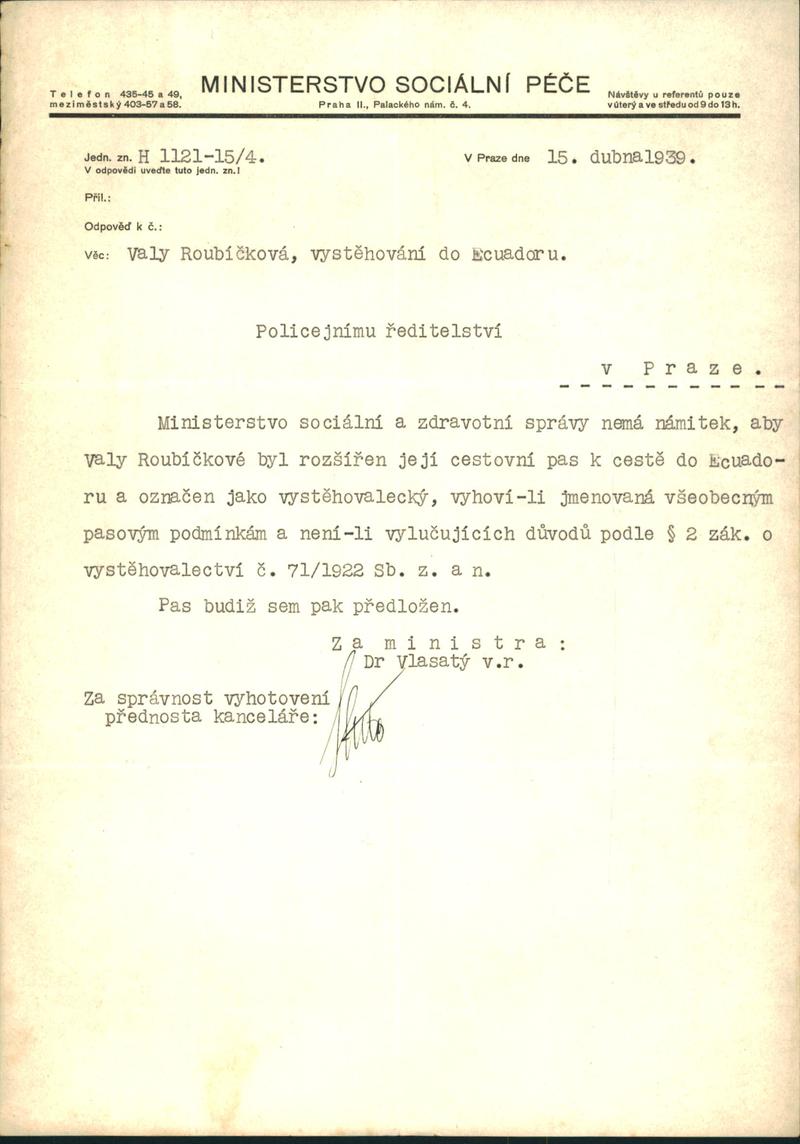 Telefon 435-45 a 49,
meziměstský 403-57 a 58.
MINISTERSTVO SOCIÁLNÍ PÉČE
Praha II., Palackého nám. č. 4.
Návštěvy u referentů pouze
v úterý a ve středu od 9 do 13 h.
Jedn. zn. H 1121-15/4.
V Praze dne 15. dubna1939.
V odpovědi uveďte tuto jedn. zn.!
Příl.:
Odpověď k č.:
Věc: Valy Roubíčková, vystěhování do Ecuadoru.
Policejnímu ředitelství
v Praze.
Ministerstvo sociální a zdravotní správy nemá námitek, aby
Valy Roubíčkové byl rozšířen její cestovní pas k cestě do Ecuado-
ru a označen jako vystěhovalecký, vyhoví-li jmenovaná všeobecným
pasovým podmínkám a není-li vylučujících důvodů podle § 2 zák. o
vystěhovalectví č. 71/1922 Sb. z. a n.
Pas budiž sem pak předložen.
Za ministra:
Dr Vlasatý v.r.
Za správnost vyhotovení
přednosta kanceláře: